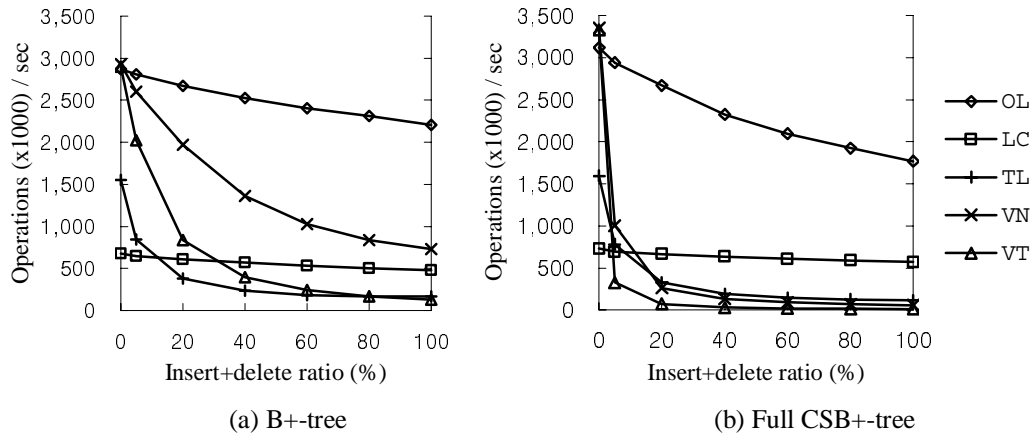 3,500
3,000
2,500
2,000
1,500
1,000
500
0
Operations (x1000) / sec
0 20 40 60 80 100
Insert+delete ratio (%)
(a) B+-tree
3,500
3,000
2,500
2,000
1,500
1,000
500
0
Operations (x1000) / sec
0 20 40 60 80 100
Insert+delete ratio (%)
(b) Full CSB+-tree
OL
LC
TL
VN
VT